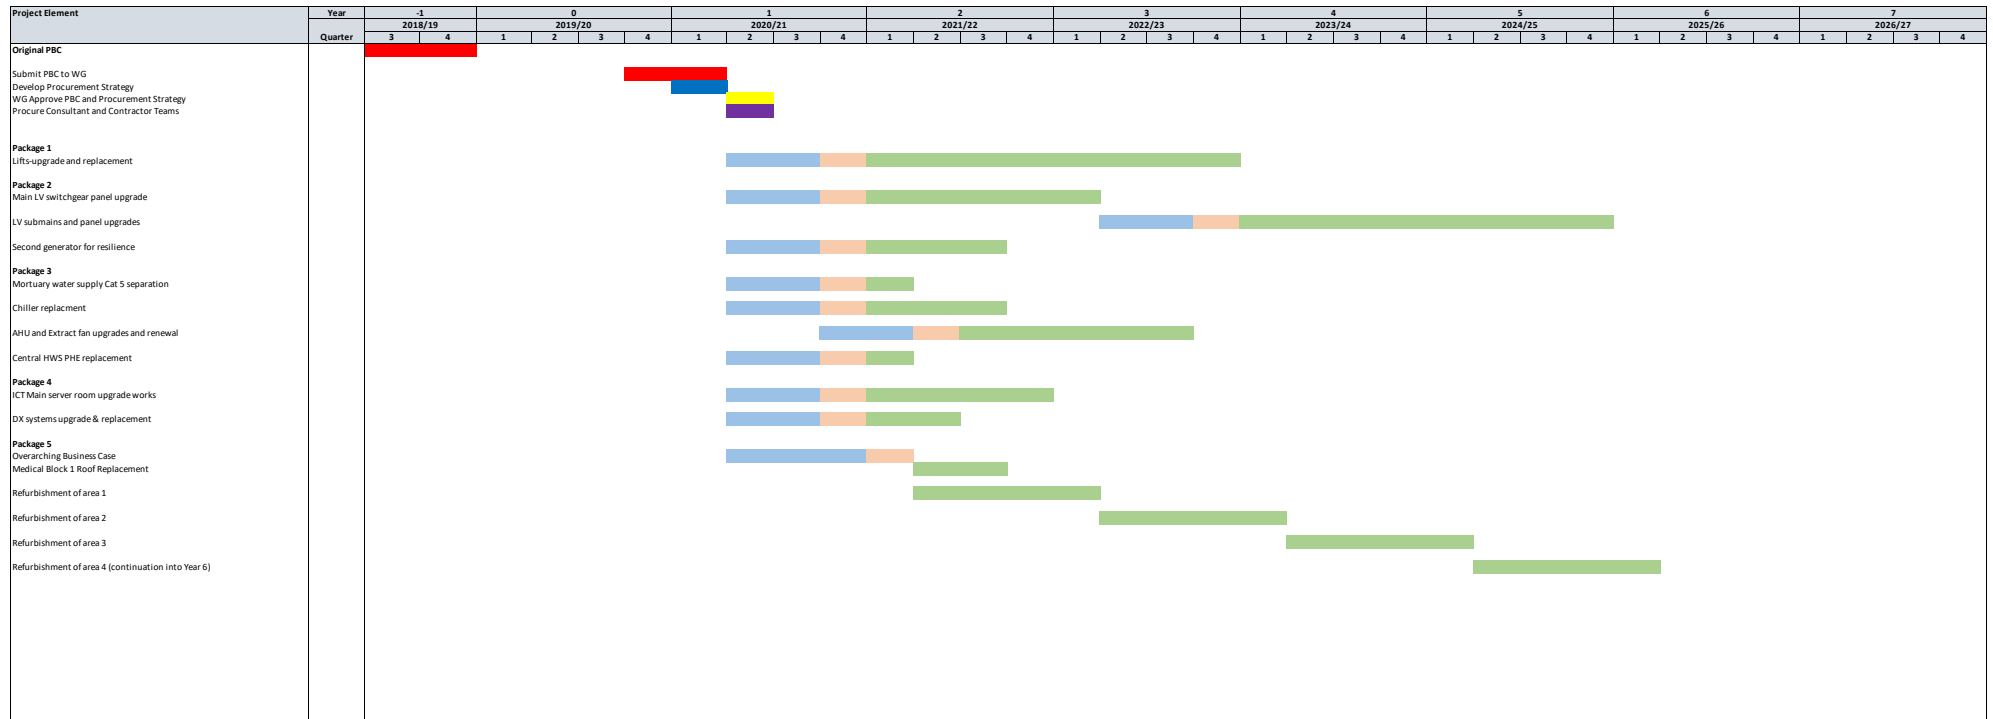 Project Element Year -1 0 1 2 3 4 5 6 7
2018/19 2019/20 2020/21 2021/22 2022/23 2023/24 2024/25 2025/26 2026/27
Quarter 3 4 1 2 3 4 1 2 3 4 1 2 3 4 1 2 3 4 1 2 3 4 1 2 3 4 1 2 3 4 1 2 3 4
Original PBC
Submit PBC to WG
Develop Procurement Strategy
WG Approve PBC and Procurement Strategy
Procure Consultant and Contractor Teams
Package 1
Lifts-upgrade and replacement
Package 2
Main LV switchgear panel upgrade
LV submains and panel upgrades
Second generator for resilience
Package 3
Mortuary water supply Cat 5 separation
Chiller replacment
AHU and Extract fan upgrades and renewal
Central HWS PHE replacement
Package 4
ICT Main server room upgrade works
DX systems upgrade & replacement
Package 5
Overarching Business Case
Medical Block 1 Roof Replacement
Refurbishment of area 1
Refurbishment of area 2
Refurbishment of area 3
Refurbishment of area 4 (continuation into Year 6)